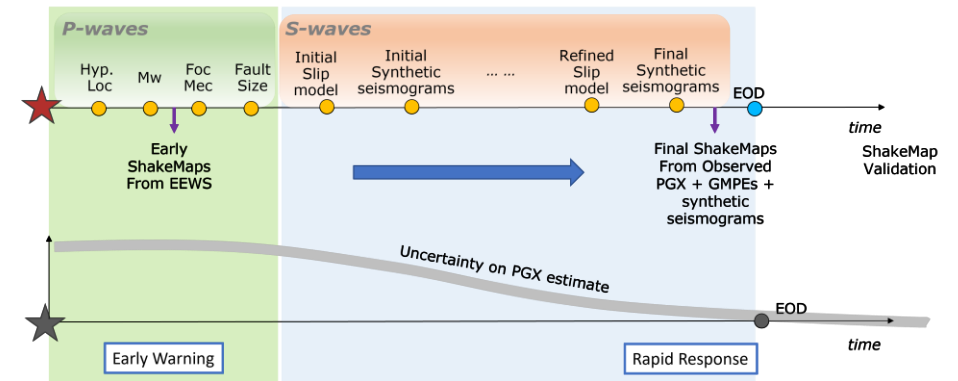 P-waves
S-waves
Hyp.
Loc
Mw
Foc
Mec
Fault
Size
Initial
Slip
model
Initial
Synthetic
seismograms
... ...
Refined
Slip
model
Final
Synthetic
seismograms
EOD
time
Early
ShakeMaps
From EEWS
Final ShakeMaps
From Observed
PGX + GMPEs +
synthetic
seismograms
ShakeMap
Validation
Uncertainty on PGX estimate
EOD
time
Early Warning
Rapid Response